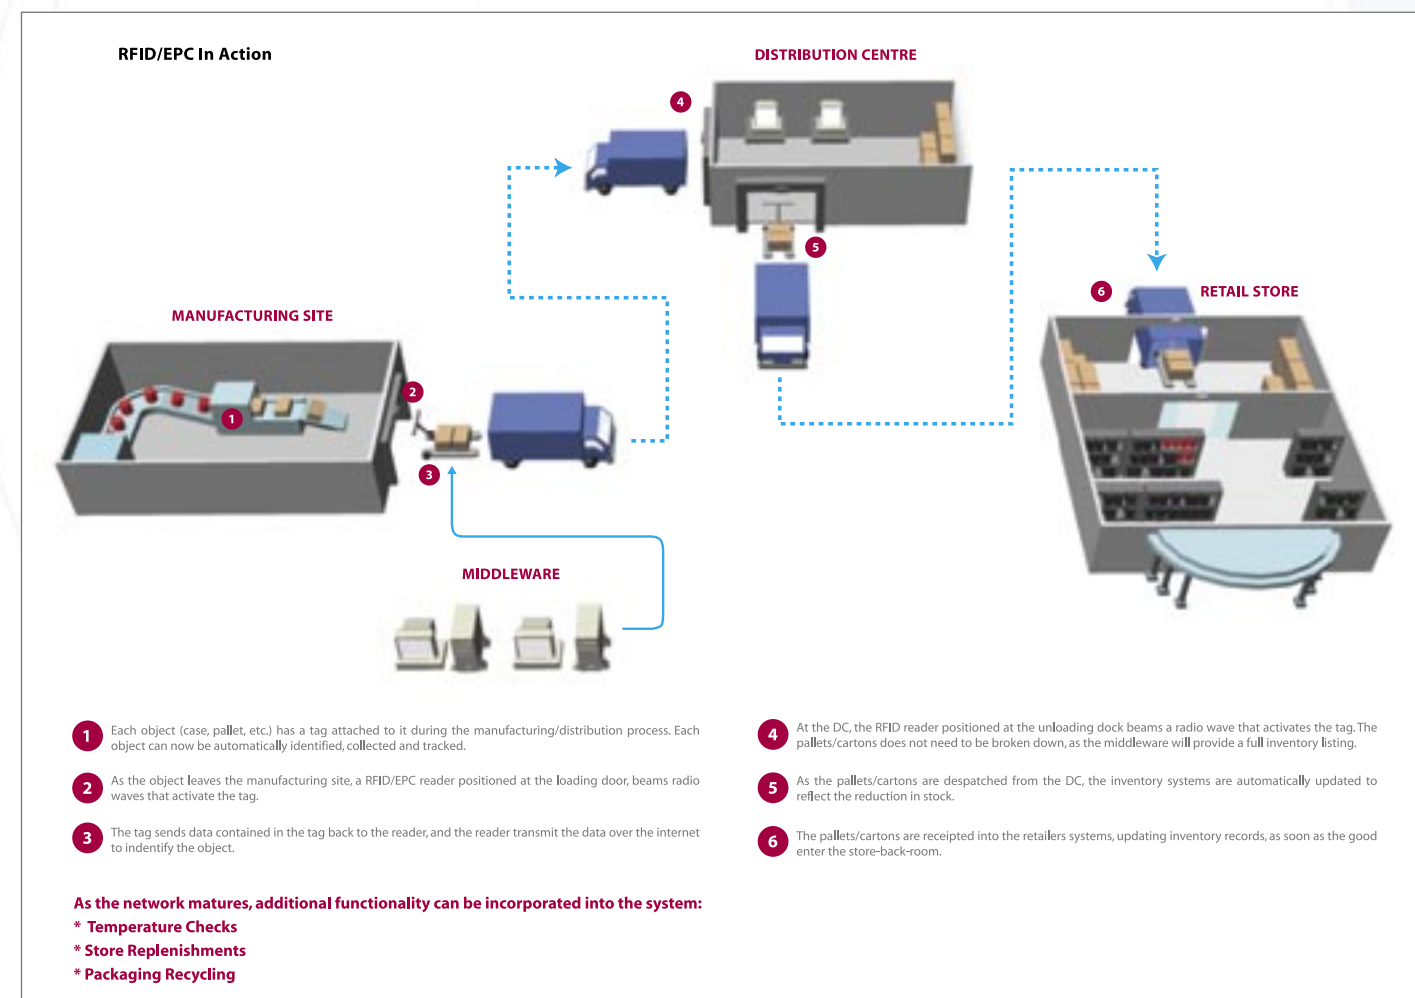 RFID/EPC In Action
DISTRIBUTION CENTRE
4
5
6
RETAIL STORE
MANUFACTURING SITE
1
2
3
MIDDLEWARE
1
Each object (case, pallet, etc.) has a tag attached to it during the manufacturing/distribution process. Each
object can now be automatically identified, collected and tracked.
2
As the object leaves the manufacturing site, a RFID/EPC reader positioned at the loading door, beams radio
waves that activate the tag.
3
The tag sends data contained in the tag back to the reader, and the reader transmit the data over the internet
to indentify the object.
4
At the DC, the RFID reader positioned at the unloading dock beams a radio wave that activates the tag. The
pallets/cartons does not need to be broken down, as the middleware will provide a full inventory listing.
5
As the pallets/cartons are despatched from the DC, the inventory systems are automatically updated to
reflect the reduction in stock.
6
The pallets/cartons are receipted into the retailers systems, updating inventory records, as soon as the good
enter the store-back-room.
As the network matures, additional functionality can be incorporated into the system:
* Temperature Checks
* Store Replenishments
* Packaging Recycling